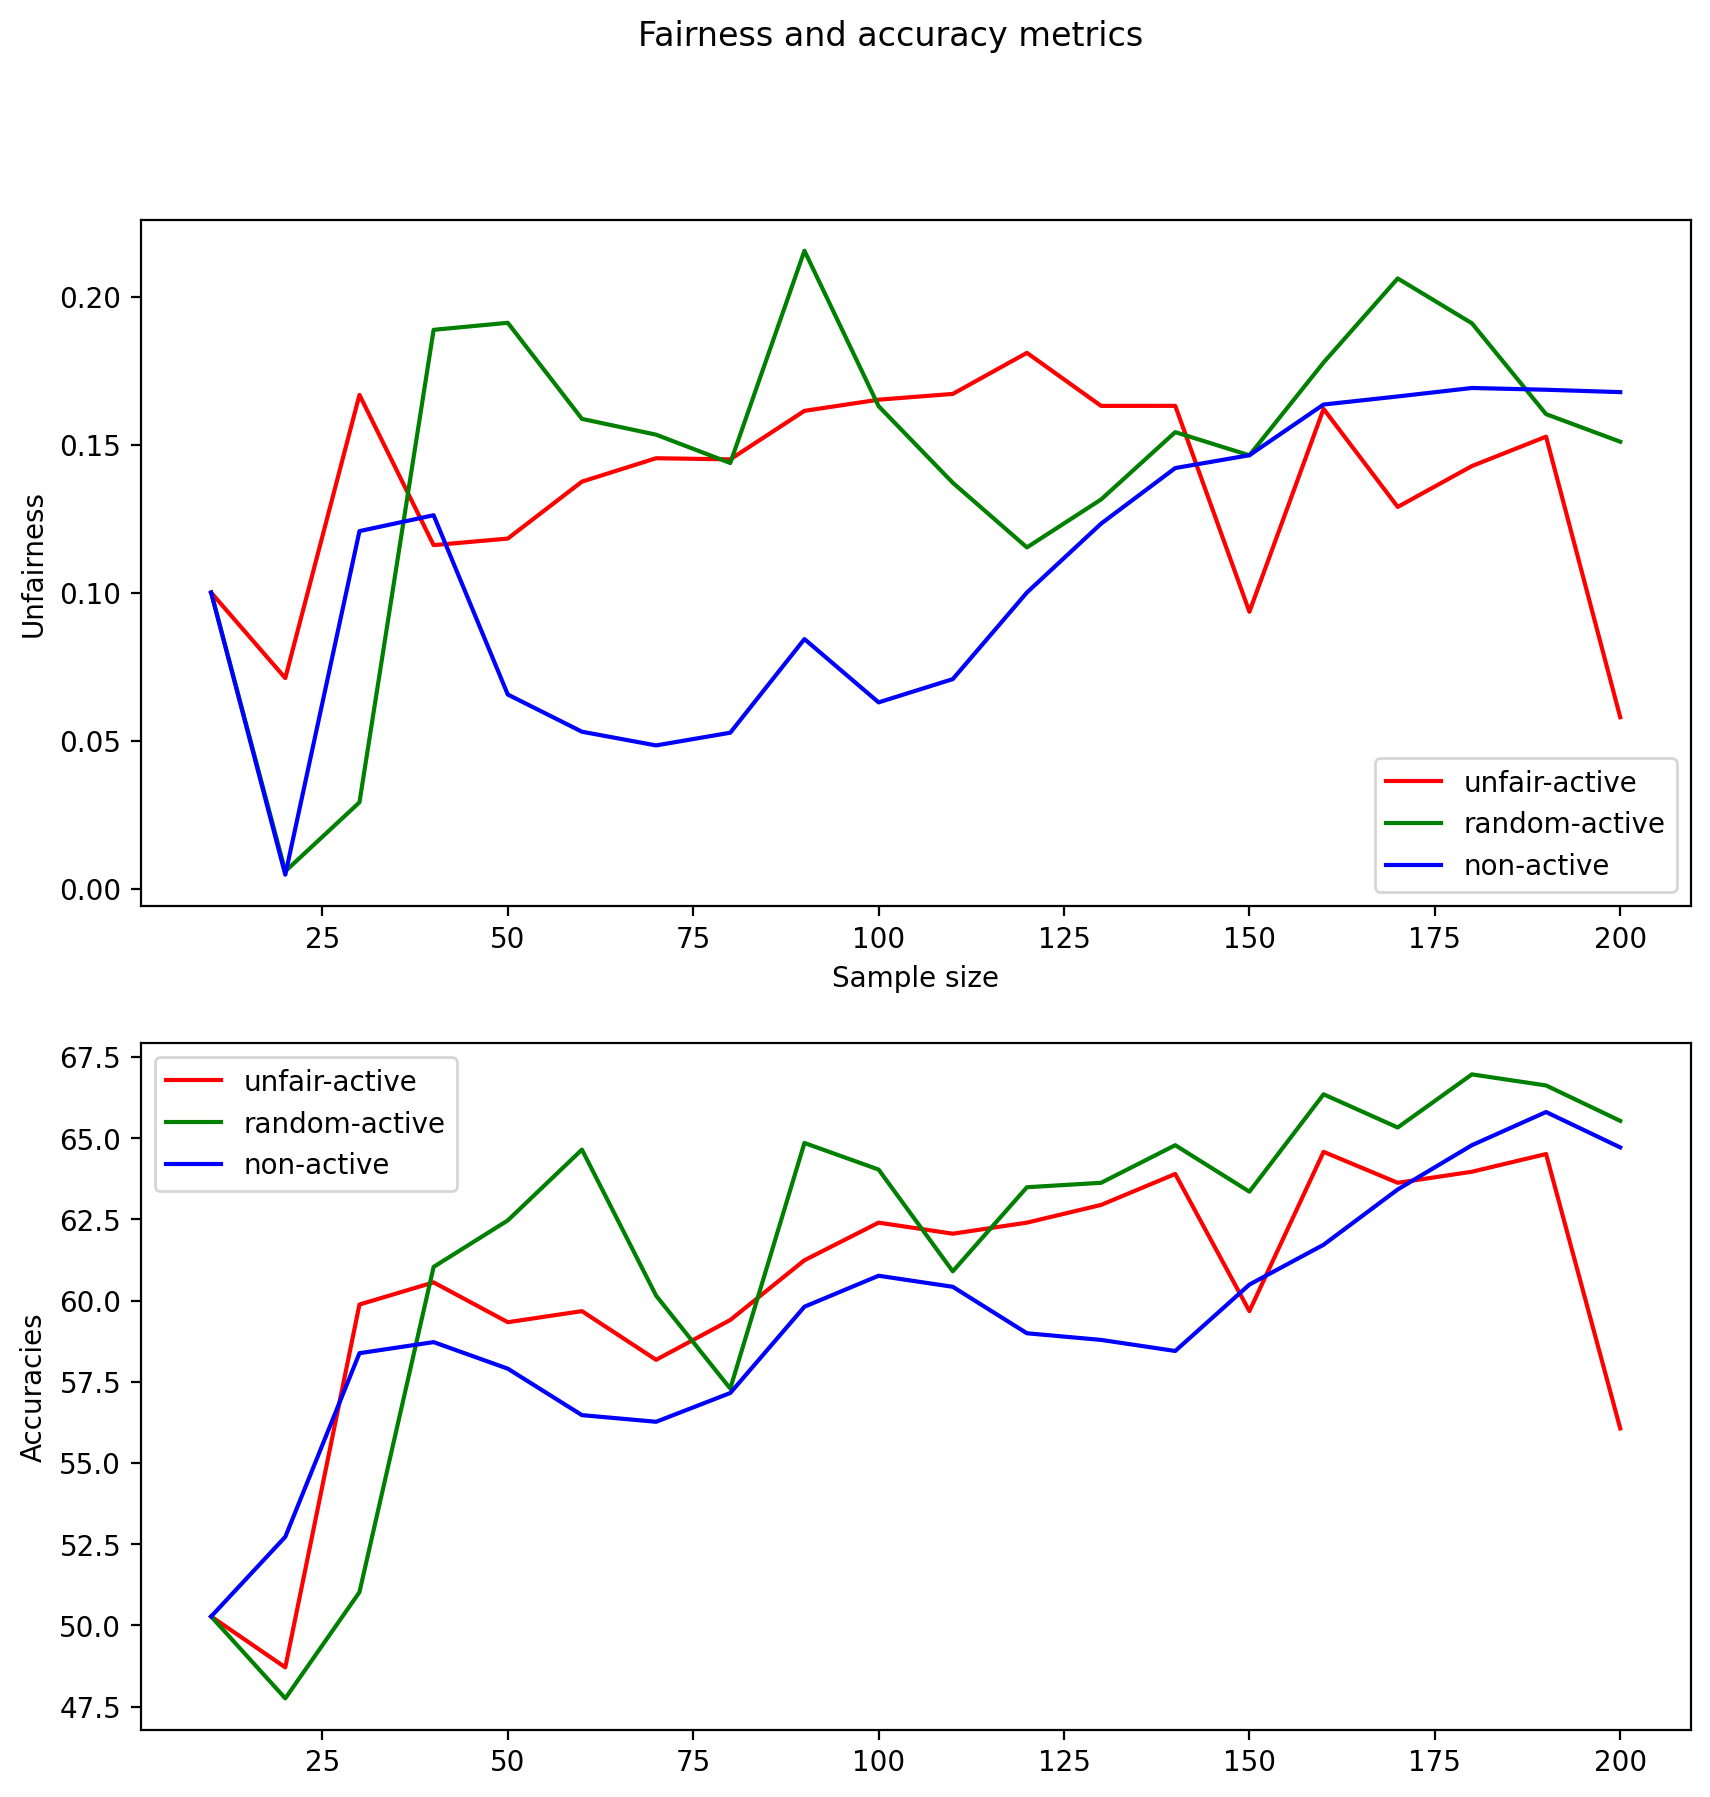 Fairness and accuracy metrics
0.20
0.15
0.10
0.05
0.00
Unfairness
unfair-active
random-active
non-active
25 50 75 100 125 150 175 200
Sample size
67.5
65.0
62.5
60.0
57.5
55.0
52.5
50.0
47.5
Accuracies
unfair-active
random-active
non-active
25 50 75 100 125 150 175 200